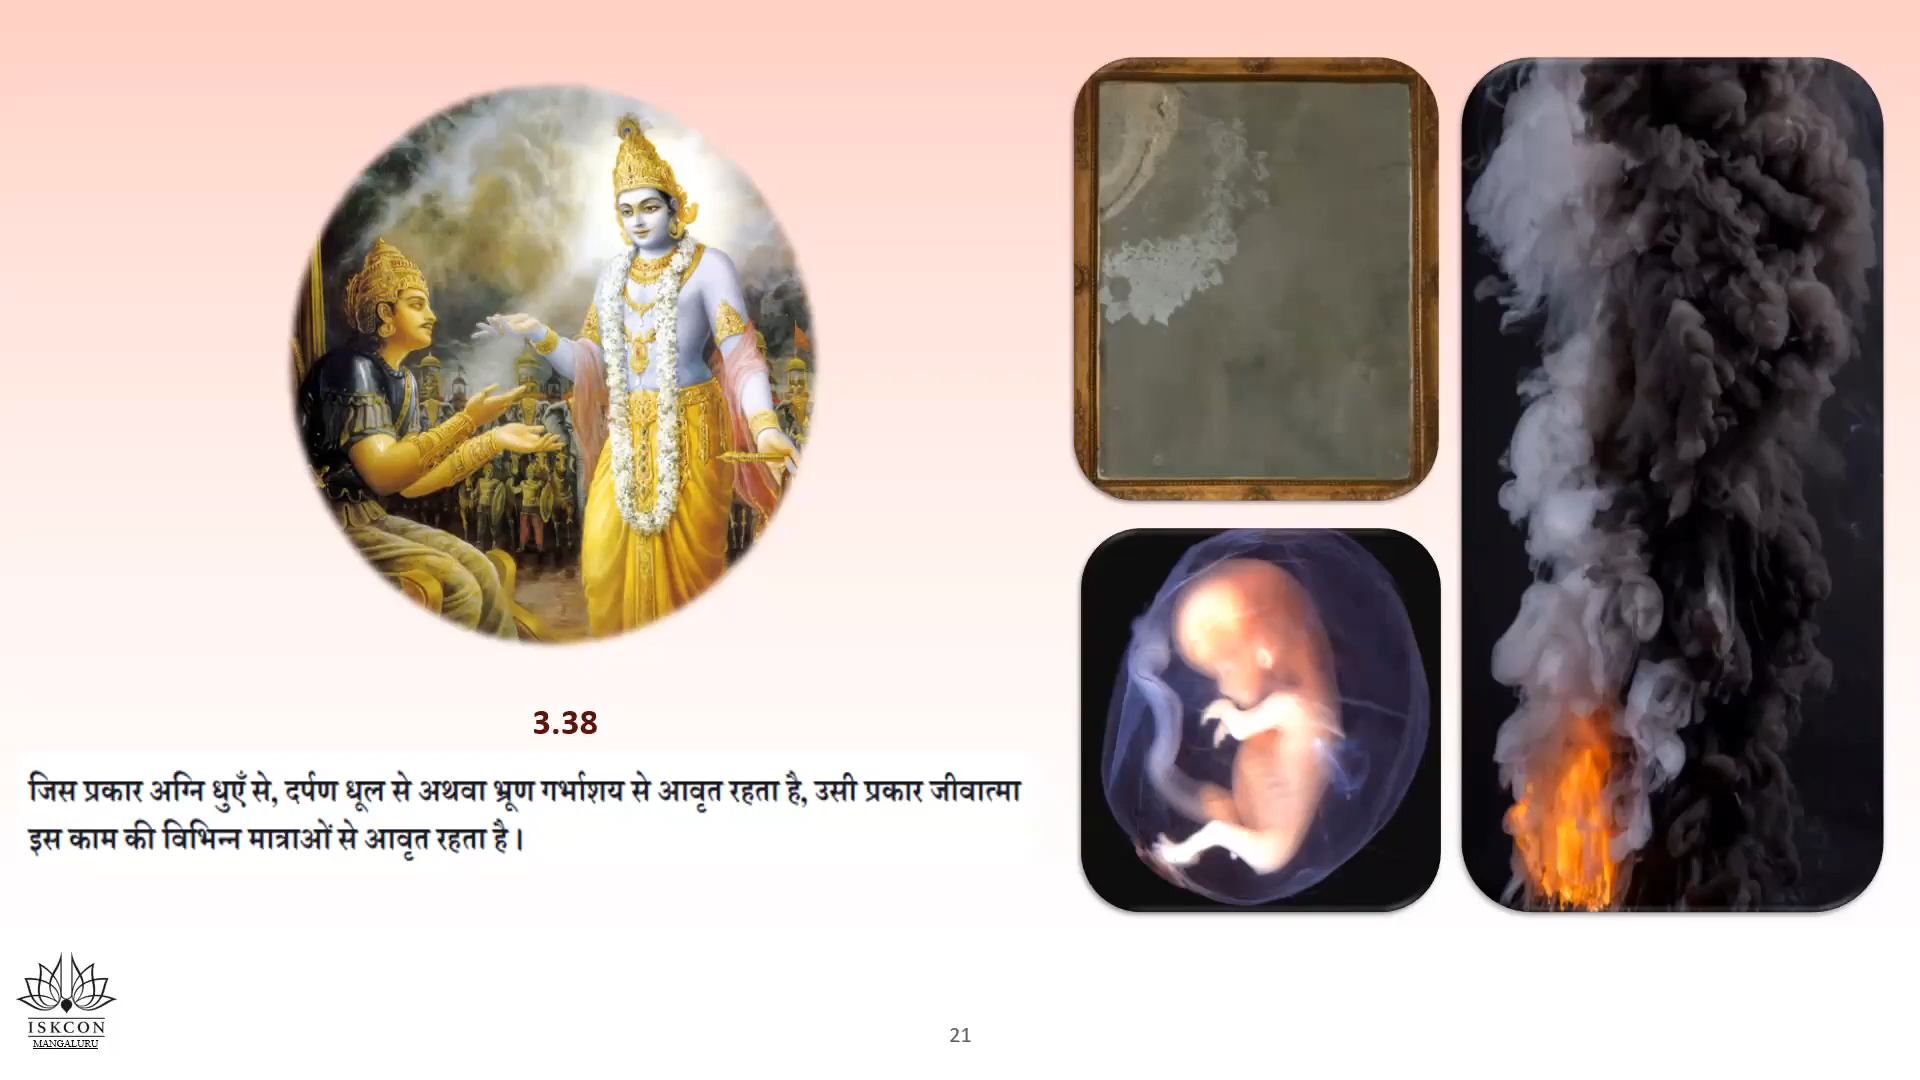 3.38
जिस प्रकार अग्नि धुएँ से, दर्पण धूल से अथवा भ्रूण गर्भाशय से आवृत रहता है, उसी प्रकार जीवात्मा
इस काम की विभिन्न मात्राओं से आवृत रहता है।
ISKCON
MANGALURU
21